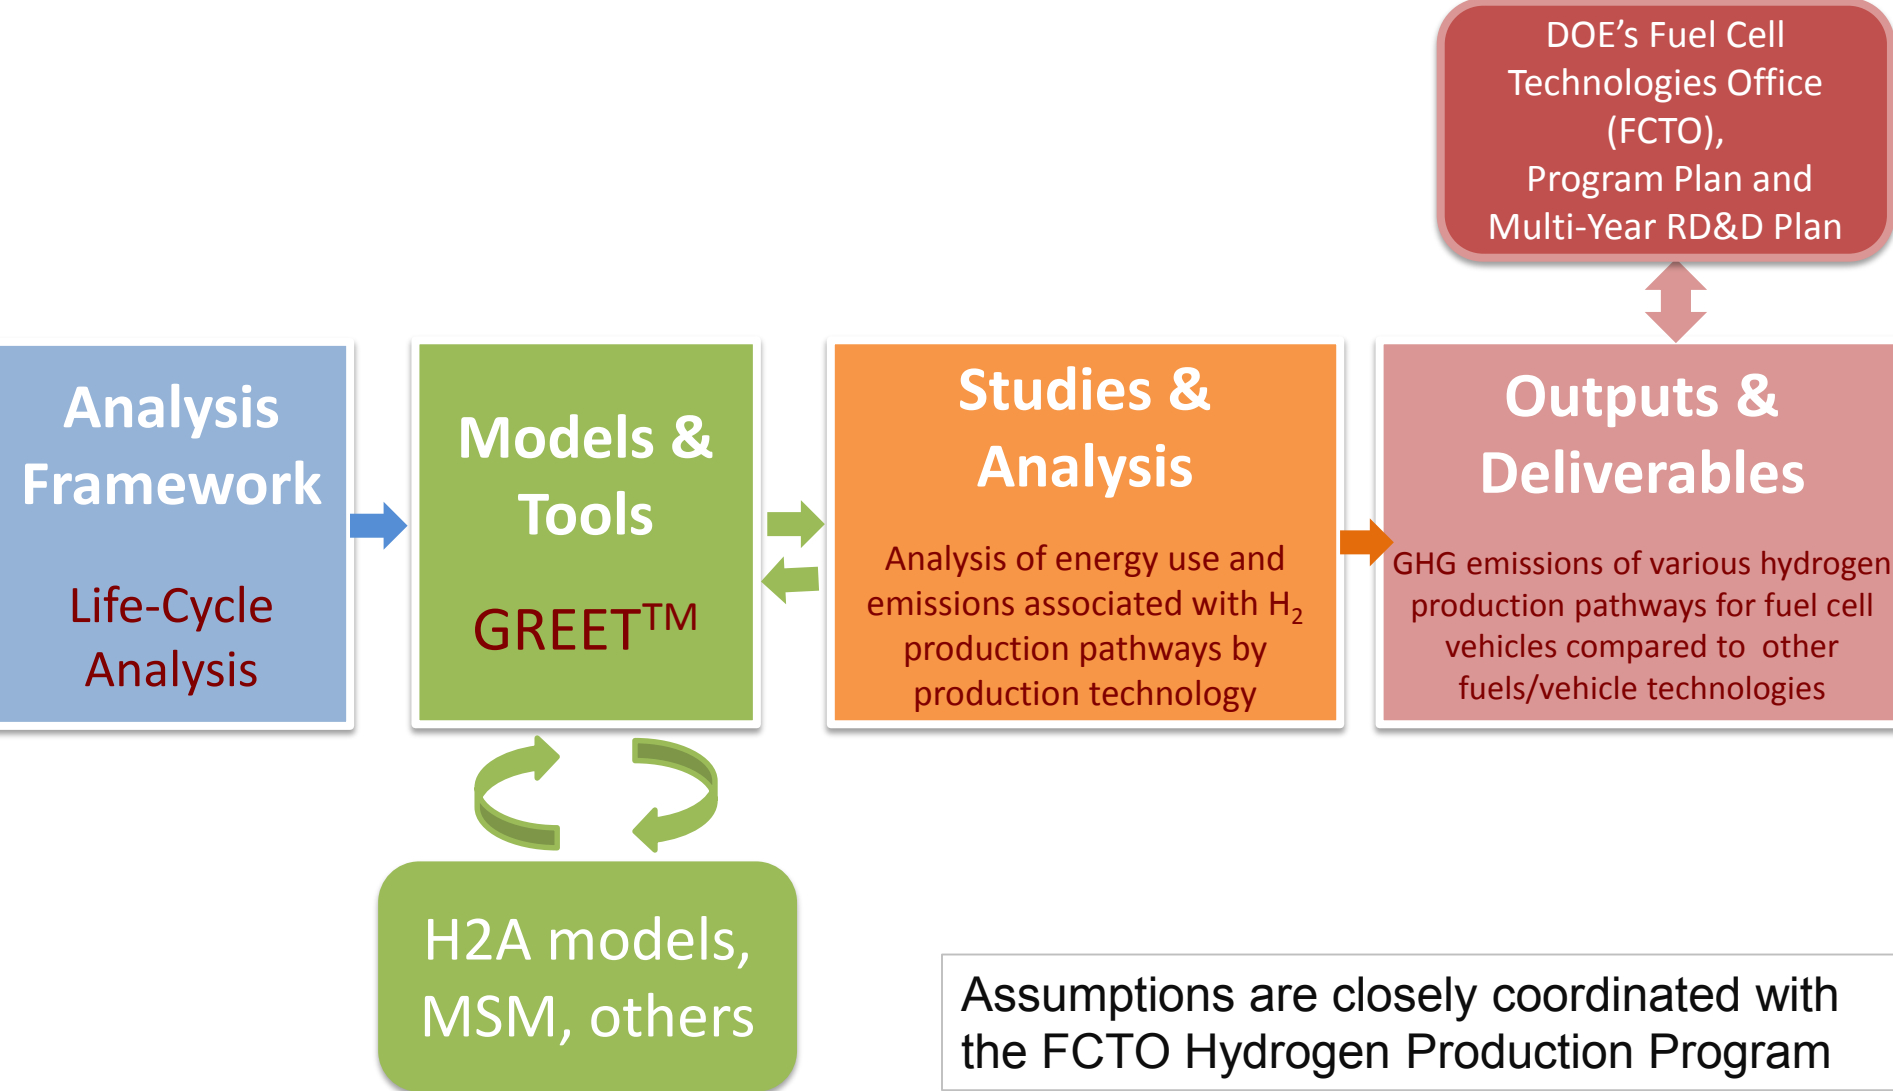 DOE’s Fuel Cell
Technologies Office
(FCTO),
Program Plan and
Multi-Year RD&D Plan
Analysis
Framework
Life-Cycle
Analysis
Models &
Tools
GREET™
Studies &
Analysis
Analysis of energy use and
emissions associated with H₂
production pathways by
production technology
Outputs &
Deliverables
GHG emissions of various hydrogen
production pathways for fuel cell
vehicles compared to other
fuels/vehicle technologies
H2A models,
MSM, others
Assumptions are closely coordinated with
the FCTO Hydrogen Production Program